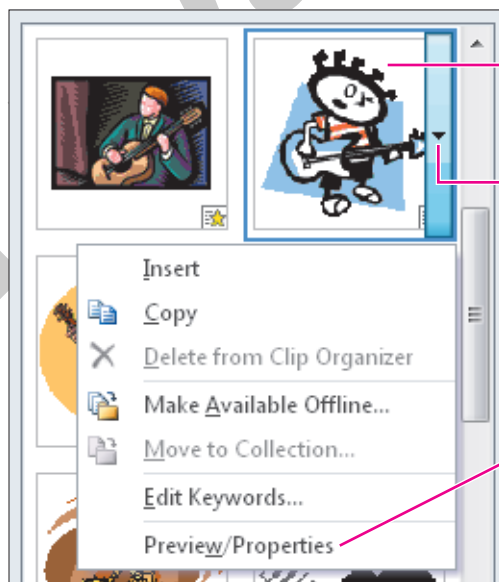 Insert
Copy
Delete from Clip Organizer
Make Available Offline...
Move to Collection...
Edit Keywords...
Preview/Properties